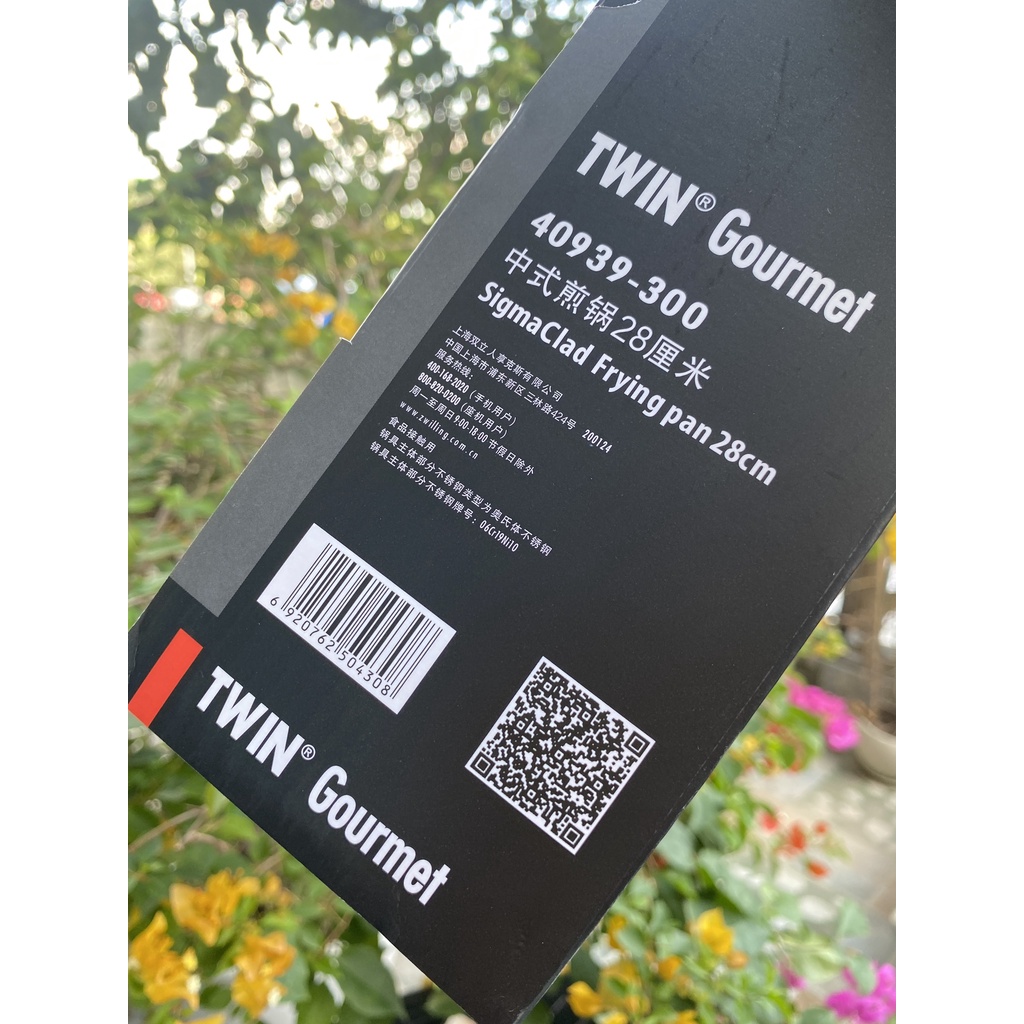 TWIN® Gourmet
40939-300
中式煎锅28厘米
SigmaClad Frying pan 28cm
上海双立人亨克斯有限公司
中国上海市浦东新区三林路424号 200124
服务热线:
400-168-2020 (手机用户)
800-820-0200 (座机用户)
周一至周日9:00-18:00 节假日除外
www.zwilling.com.cn
食品接触用
锅具主体部分不锈钢类型为奥氏体不锈钢
锅具主体部分不锈钢牌号: 06Cr19Ni10
6 920762 504308
TWIN® Gourmet